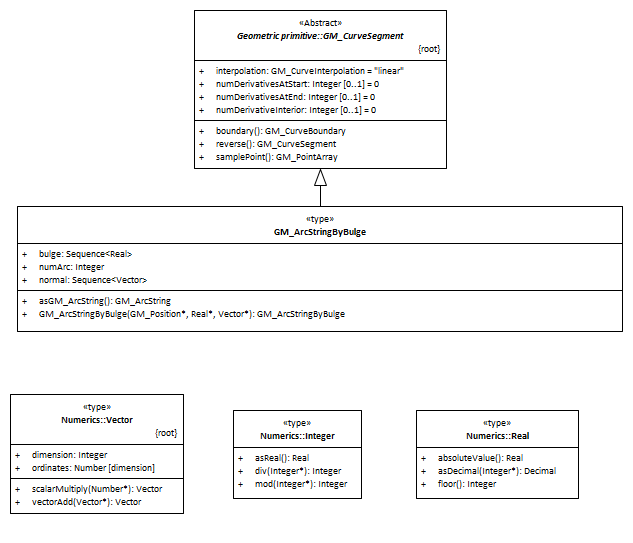 «Abstract»
Geometric primitive::GM_CurveSegment
{root}
+ interpolation: GM_CurveInterpolation = "linear"
+ numDerivativesAtStart: Integer [0..1] = 0
+ numDerivativesAtEnd: Integer [0..1] = 0
+ numDerivativeInterior: Integer [0..1] = 0
+ boundary(): GM_CurveBoundary
+ reverse(): GM_CurveSegment
+ samplePoint(): GM_PointArray
«type»
GM_ArcStringByBulge
+ bulge: Sequence<Real>
+ numArc: Integer
+ normal: Sequence<Vector>
+ asGM_ArcString(): GM_ArcString
+ GM_ArcStringByBulge(GM_Position*, Real*, Vector*): GM_ArcStringByBulge
«type»
Numerics::Vector
{root}
+ dimension: Integer
+ ordinates: Number [dimension]
+ scalarMultiply(Number*): Vector
+ vectorAdd(Vector*): Vector
«type»
Numerics::Integer
+ asReal(): Real
+ div(Integer*): Integer
+ mod(Integer*): Integer
«type»
Numerics::Real
+ absoluteValue(): Real
+ asDecimal(Integer*): Decimal
+ floor(): Integer